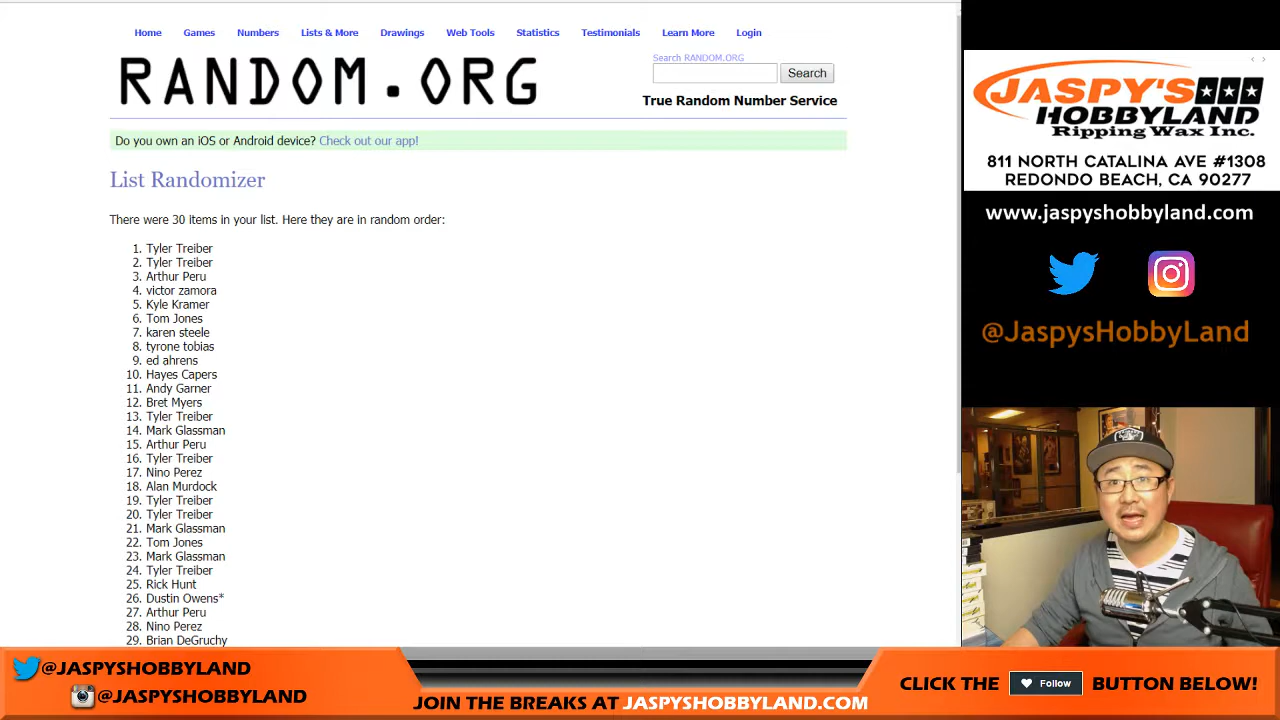 Home Games Numbers Lists & More Drawings Web Tools Statistics Testimonials Learn More Login
RANDOM.ORG
Search RANDOM.ORG
Search
True Random Number Service
Do you own an iOS or Android device? Check out our app!
List Randomizer
There were 30 items in your list. Here they are in random order:
1. Tyler Treiber
2. Tyler Treiber
3. Arthur Peru
4. victor zamora
5. Kyle Kramer
6. Tom Jones
7. karen steele
8. tyrone tobias
9. ed ahrens
10. Hayes Capers
11. Andy Garner
12. Bret Myers
13. Tyler Treiber
14. Mark Glassman
15. Arthur Peru
16. Tyler Treiber
17. Nino Perez
18. Alan Murdock
19. Tyler Treiber
20. Tyler Treiber
21. Mark Glassman
22. Tom Jones
23. Mark Glassman
24. Tyler Treiber
25. Rick Hunt
26. Dustin Owens*
27. Arthur Peru
28. Nino Perez
29. Brian DeGruchy
JASPY'S
HOBBYLAND
Ripping Wax Inc.
811 NORTH CATALINA AVE #1308
REDONDO BEACH, CA 90277
www.jaspyshobbyland.com
@JaspysHobbyLand
@JASPYSHOBBYLAND
@JASPYSHOBBYLAND
JOIN THE BREAKS AT JASPYSHOBBYLAND.COM
CLICK THE Follow BUTTON BELOW!